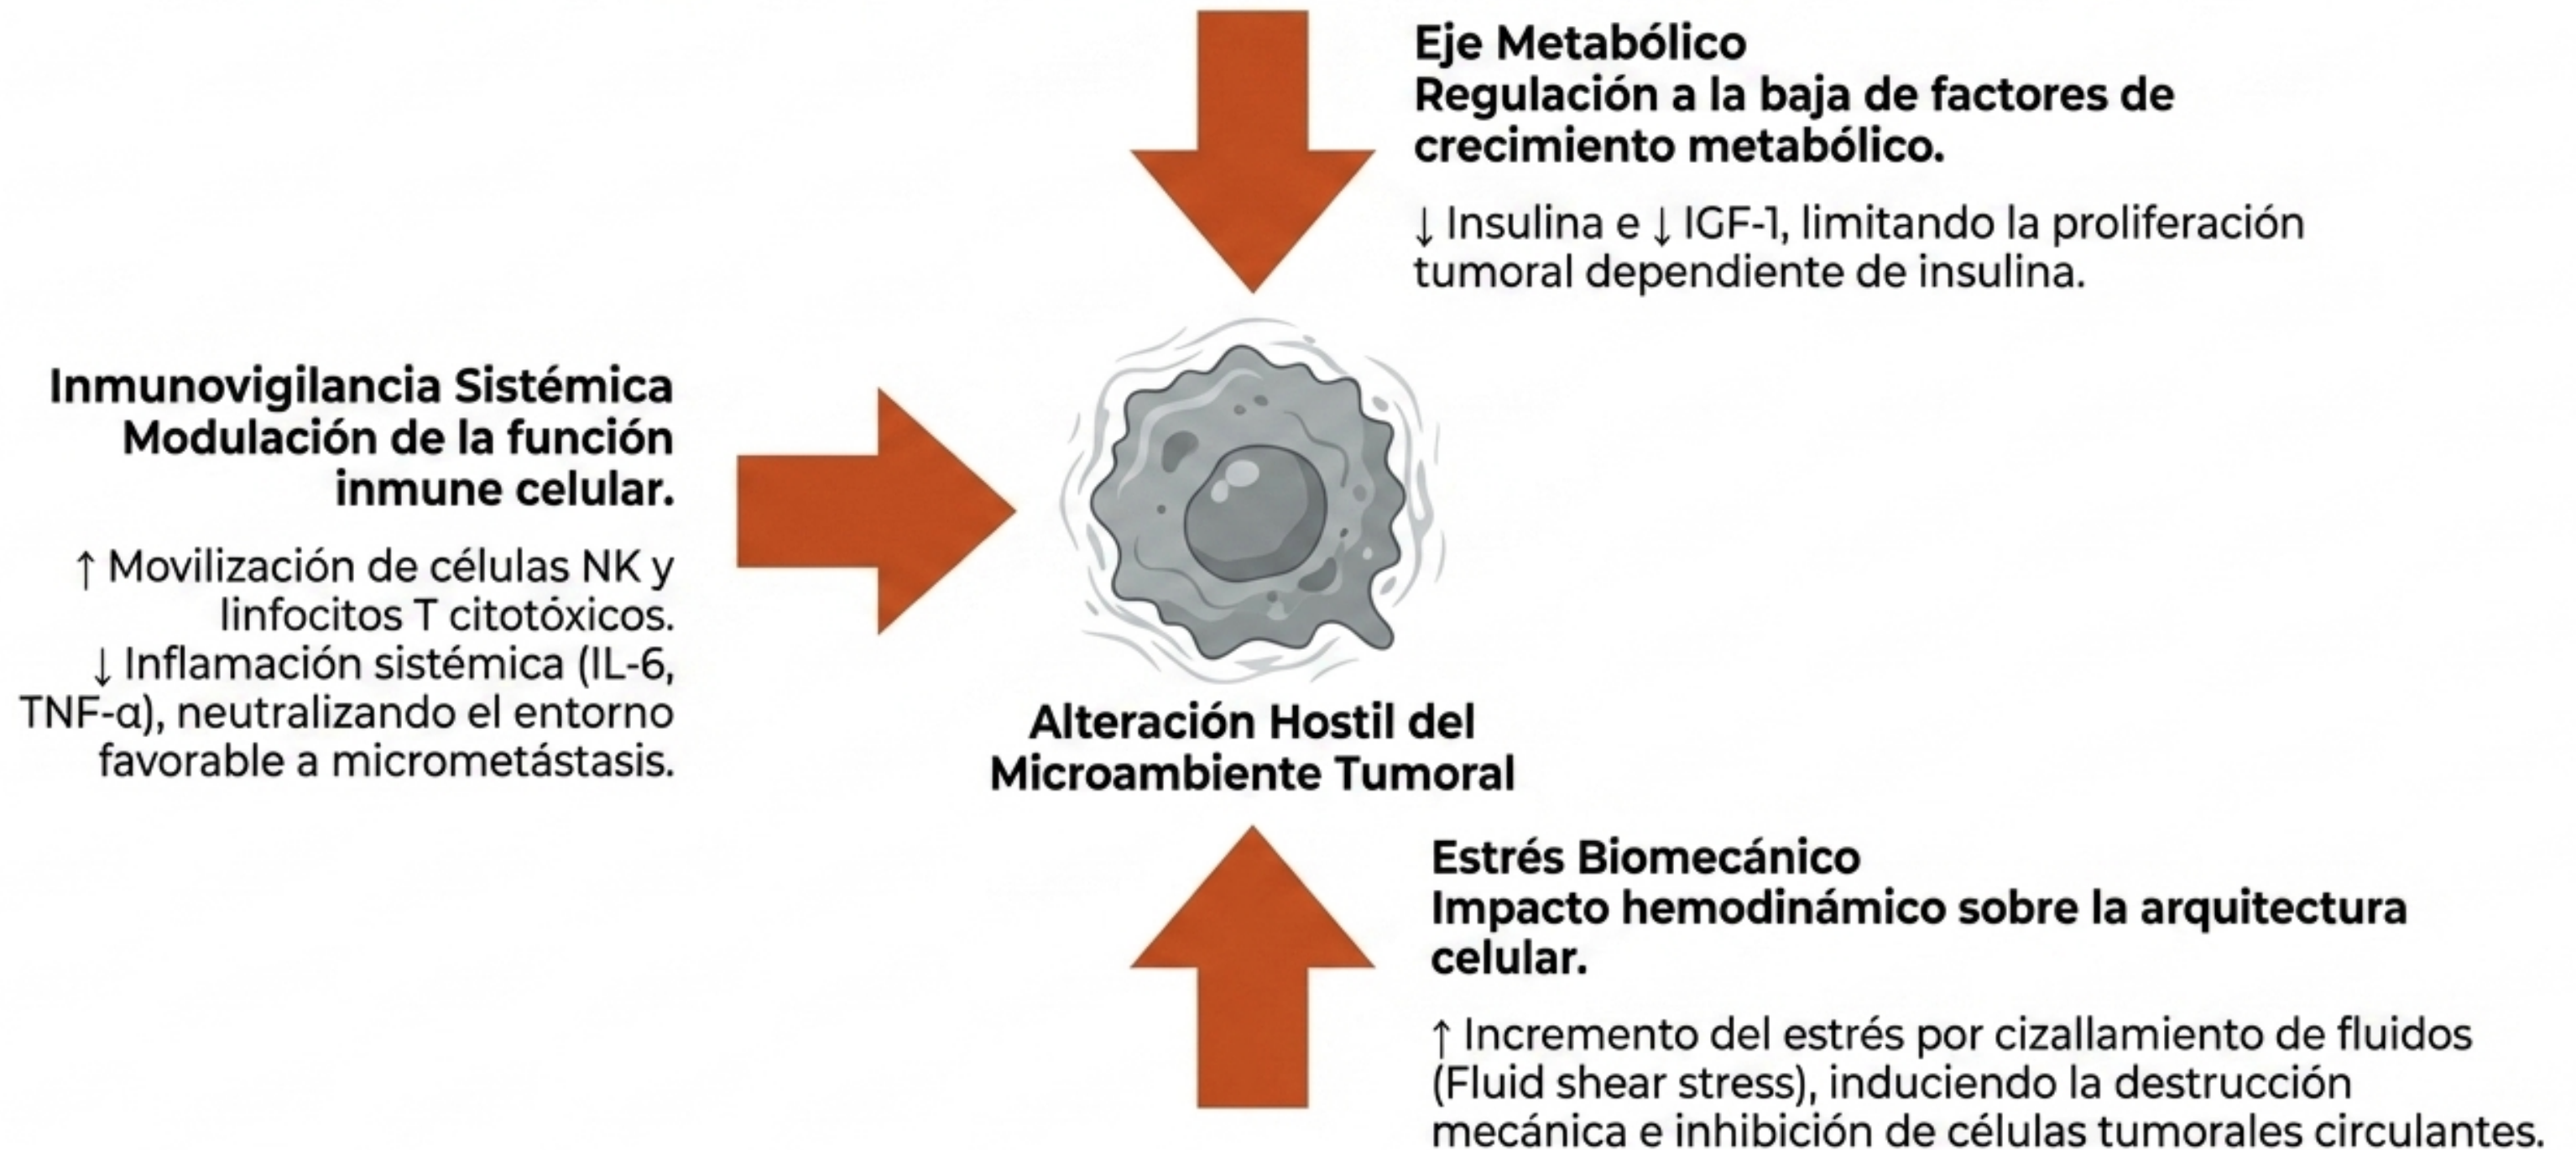 Eje Metabólico
Regulación a la baja de factores de
crecimiento metabólico.
↓ Insulina e ↓ IGF-1, limitando la proliferación
tumoral dependiente de insulina.
Inmunovigilancia Sistémica
Modulación de la función
inmune celular.
↑ Movilización de células NK y
linfocitos T citotóxicos.
↓ Inflamación sistémica (IL-6,
TNF-α), neutralizando el entorno
favorable a micrometástasis.
Alteración Hostil del
Microambiente Tumoral
Estrés Biomecánico
Impacto hemodinámico sobre la arquitectura
celular.
↑ Incremento del estrés por cizallamiento de fluidos
(Fluid shear stress), induciendo la destrucción
mecánica e inhibición de células tumorales circulantes.